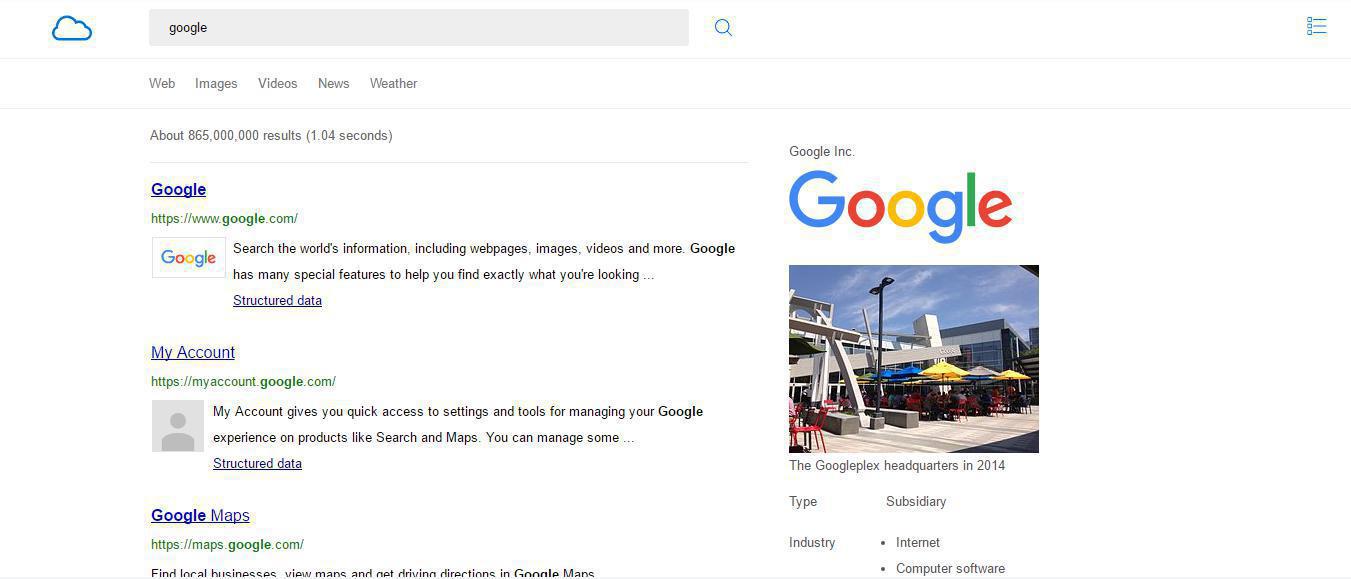 google
Web Images Videos News Weather
About 865,000,000 results (1.04 seconds)
Google
https://www.google.com/
Google
Search the world's information, including webpages, images, videos and more. Google
has many special features to help you find exactly what you're looking ...
Structured data
My Account
https://myaccount.google.com/
My Account gives you quick access to settings and tools for managing your Google
experience on products like Search and Maps. You can manage some ...
Structured data
Google Maps
https://maps.google.com/
Find local businesses, view maps and get driving directions in Google Maps.
Google Inc.
Google
The Googleplex headquarters in 2014
Type Subsidiary
Industry • Internet
• Computer software